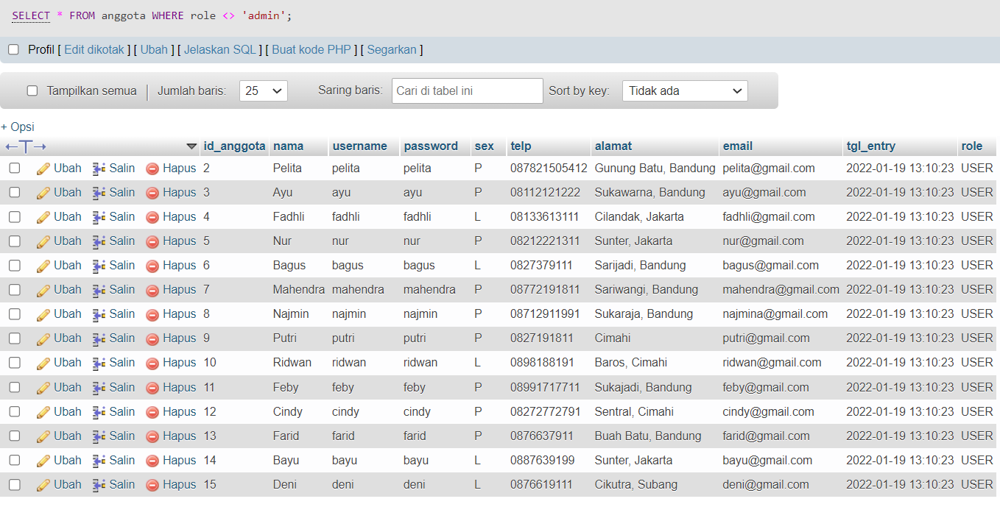 SELECT * FROM anggota WHERE role <> 'admin';
Profil [ Edit dikotak ] [ Ubah ] [ Jelaskan SQL ] [ Buat kode PHP ] [ Segarkan ]
Tampilkan semua | Jumlah baris: 25 Saring baris: Cari di tabel ini Sort by key: Tidak ada
+ Opsi
←T→ id_anggota nama username password sex telp alamat email tgl_entry role
Ubah Salin Hapus 2 Pelita pelita pelita P 087821505412 Gunung Batu, Bandung pelita@gmail.com 2022-01-19 13:10:23 USER
Ubah Salin Hapus 3 Ayu ayu ayu P 08112121222 Sukawarna, Bandung ayu@gmail.com 2022-01-19 13:10:23 USER
Ubah Salin Hapus 4 Fadhli fadhli fadhli L 08133613111 Cilandak, Jakarta fadhli@gmail.com 2022-01-19 13:10:23 USER
Ubah Salin Hapus 5 Nur nur nur P 08212221311 Sunter, Jakarta nur@gmail.com 2022-01-19 13:10:23 USER
Ubah Salin Hapus 6 Bagus bagus bagus L 0827379111 Sarijadi, Bandung bagus@gmail.com 2022-01-19 13:10:23 USER
Ubah Salin Hapus 7 Mahendra mahendra mahendra P 08772191811 Sariwangi, Bandung mahendra@gmail.com 2022-01-19 13:10:23 USER
Ubah Salin Hapus 8 Najmin najmin najmin P 08712911991 Sukaraja, Bandung najmina@gmail.com 2022-01-19 13:10:23 USER
Ubah Salin Hapus 9 Putri putri putri P 0827191811 Cimahi putri@gmail.com 2022-01-19 13:10:23 USER
Ubah Salin Hapus 10 Ridwan ridwan ridwan L 0898188191 Baros, Cimahi ridwan@gmail.com 2022-01-19 13:10:23 USER
Ubah Salin Hapus 11 Feby feby feby P 08991717711 Sukajadi, Bandung feby@gmail.com 2022-01-19 13:10:23 USER
Ubah Salin Hapus 12 Cindy cindy cindy P 08272772791 Sentral, Cimahi cindy@gmail.com 2022-01-19 13:10:23 USER
Ubah Salin Hapus 13 Farid farid farid P 0876637911 Buah Batu, Bandung farid@gmail.com 2022-01-19 13:10:23 USER
Ubah Salin Hapus 14 Bayu bayu bayu L 0887639199 Sunter, Jakarta bayu@gmail.com 2022-01-19 13:10:23 USER
Ubah Salin Hapus 15 Deni deni deni L 0876619111 Cikutra, Subang deni@gmail.com 2022-01-19 13:10:23 USER